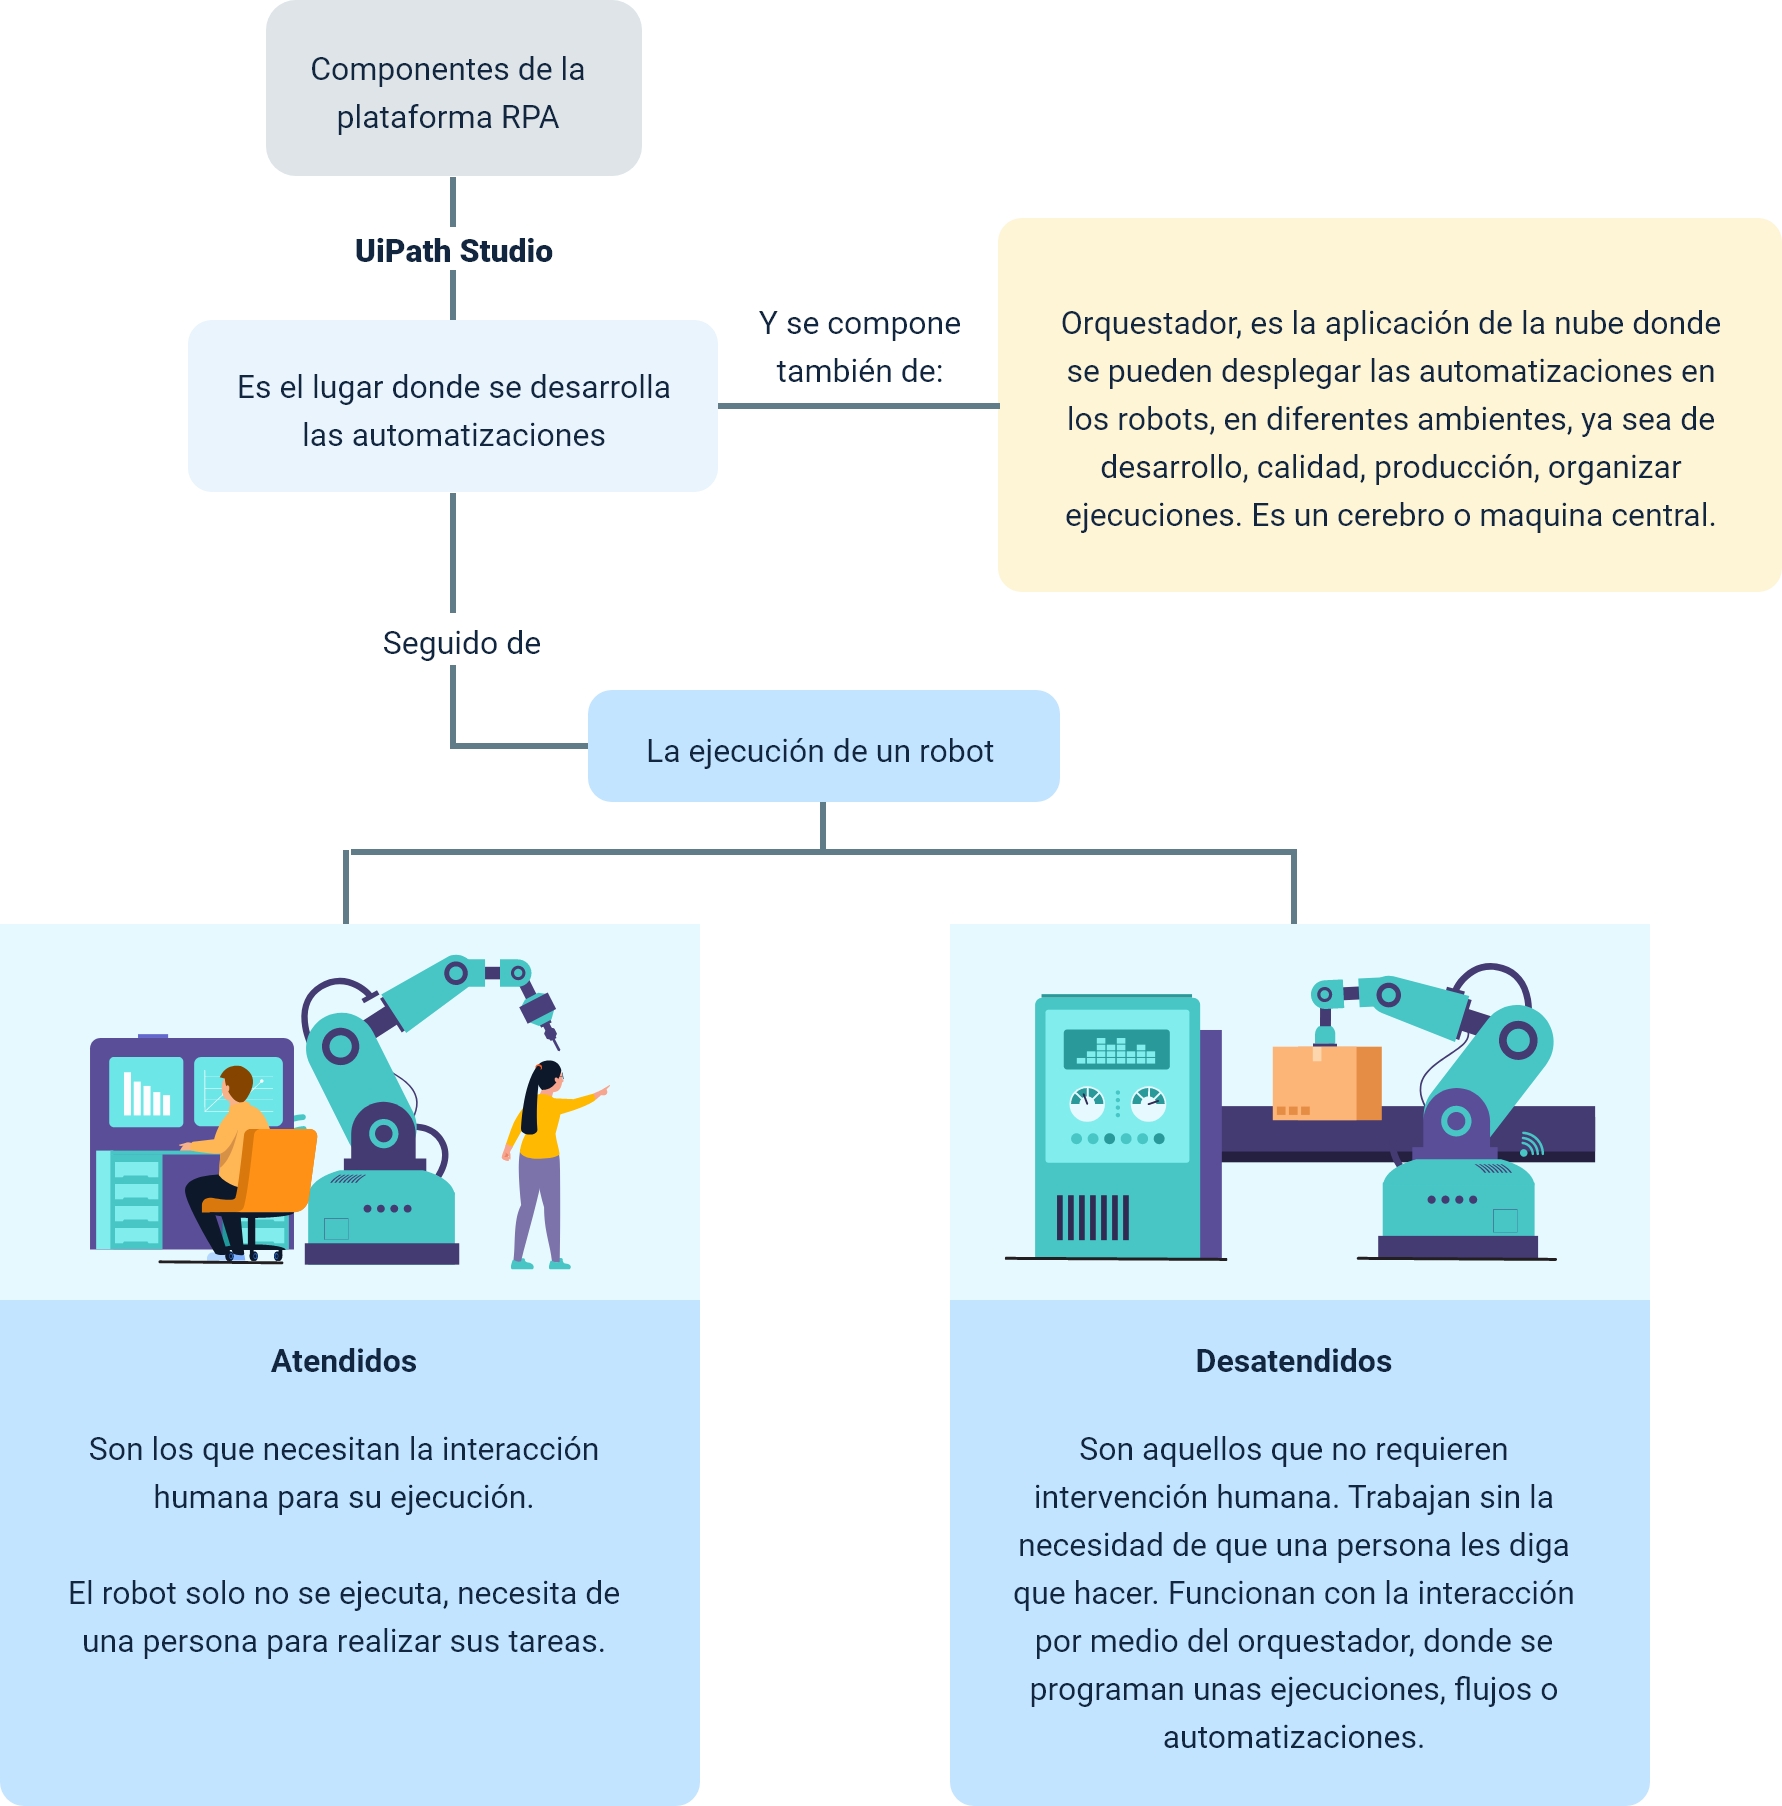 Componentes de la
plataforma RPA
UiPath Studio
Es el lugar donde se desarrolla
las automatizaciones
Y se compone
también de:
Orquestador, es la aplicación de la nube donde
se pueden desplegar las automatizaciones en
los robots, en diferentes ambientes, ya sea de
desarrollo, calidad, producción, organizar
ejecuciones. Es un cerebro o maquina central.
Seguido de
La ejecución de un robot
Atendidos
Son los que necesitan la interacción
humana para su ejecución.
El robot solo no se ejecuta, necesita de
una persona para realizar sus tareas.
Desatendidos
Son aquellos que no requieren
intervención humana. Trabajan sin la
necesidad de que una persona les diga
que hacer. Funcionan con la interacción
por medio del orquestador, donde se
programan unas ejecuciones, flujos o
automatizaciones.